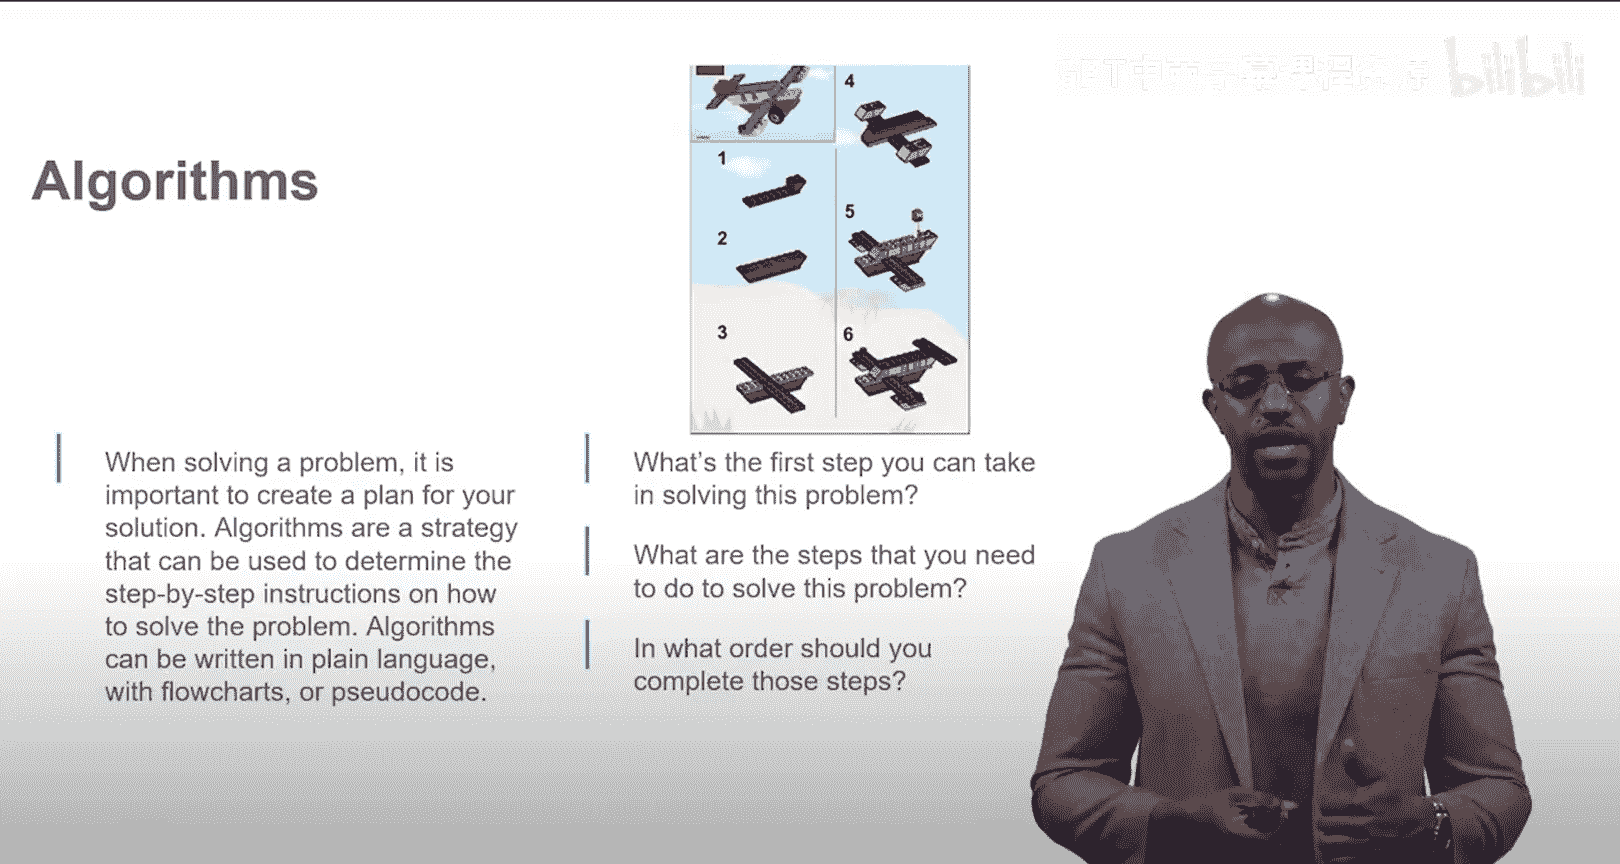 bilibili
Algorithms
1
2
3
4
5
6
When solving a problem, it is
important to create a plan for your
solution. Algorithms are a strategy
that can be used to determine the
step-by-step instructions on how
to solve the problem. Algorithms
can be written in plain language,
with flowcharts, or pseudocode.
What's the first step you can take
in solving this problem?
What are the steps that you need
to do to solve this problem?
In what order should you
complete those steps?